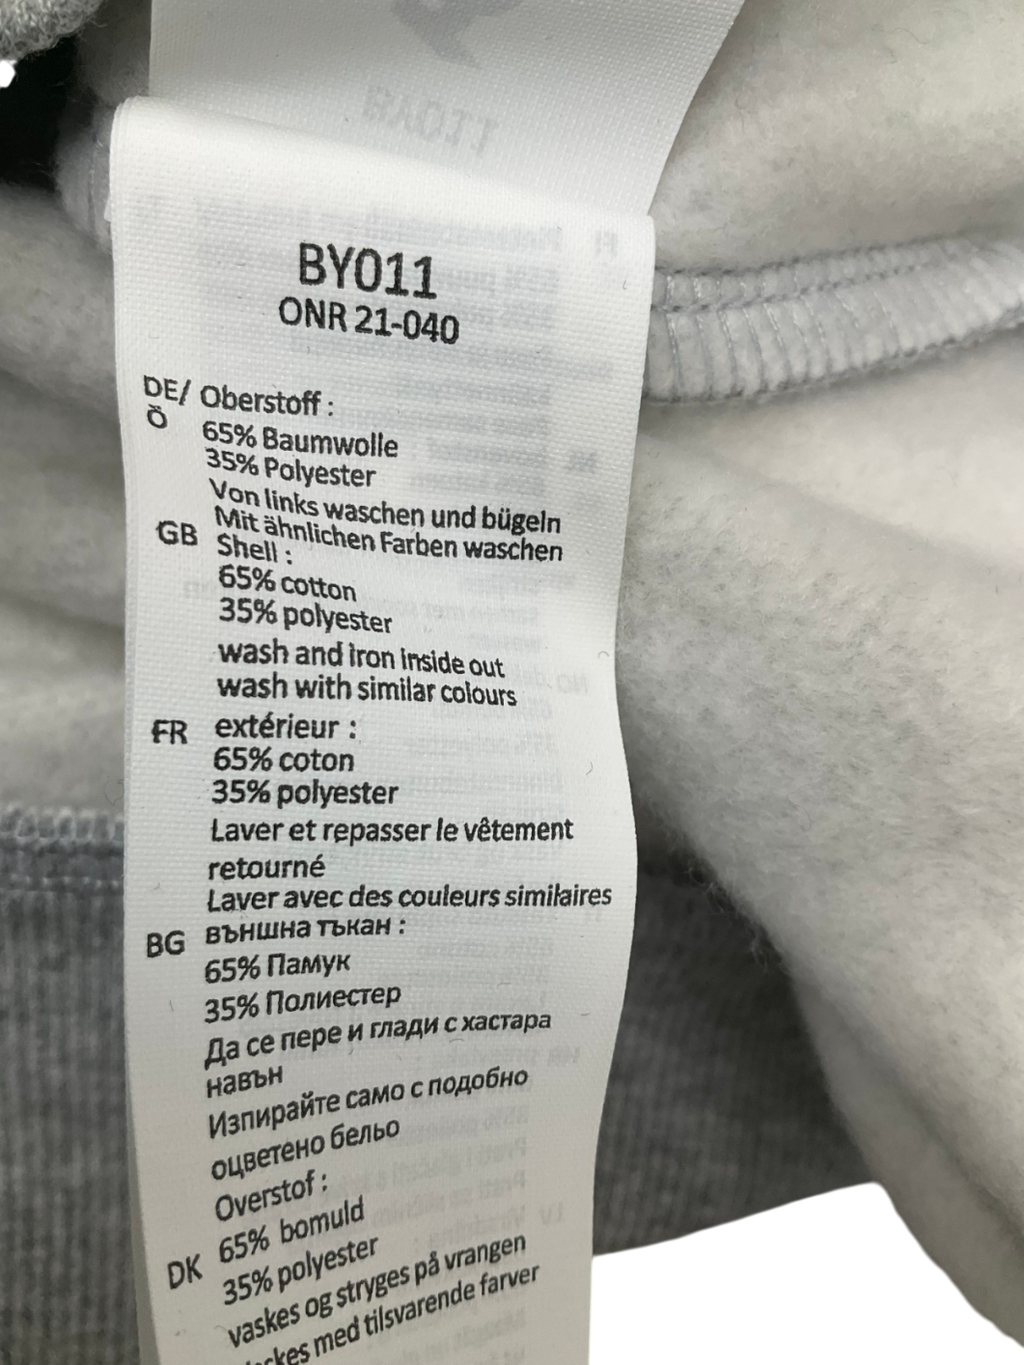 BY011
BY011
ONR 21-040
DE/ Oberstoff :
Ö
65% Baumwolle
35% Polyester
Von links waschen und bügeln
Mit ähnlichen Farben waschen
GB Shell :
65% cotton
35% polyester
wash and iron inside out
wash with similar colours
FR extérieur :
65% coton
35% polyester
Laver et repasser le vêtement
retourné
Laver avec des couleurs similaires
BG външна тъкан :
65% Памук
35% Полиестер
Да се пере и глади с хастара
навън
Изпирайте само с подобно
оцветено бельо
Overstof :
DK 65% bomuld
35% polyester
vaskes og stryges på vrangen
med tilsvarende farver